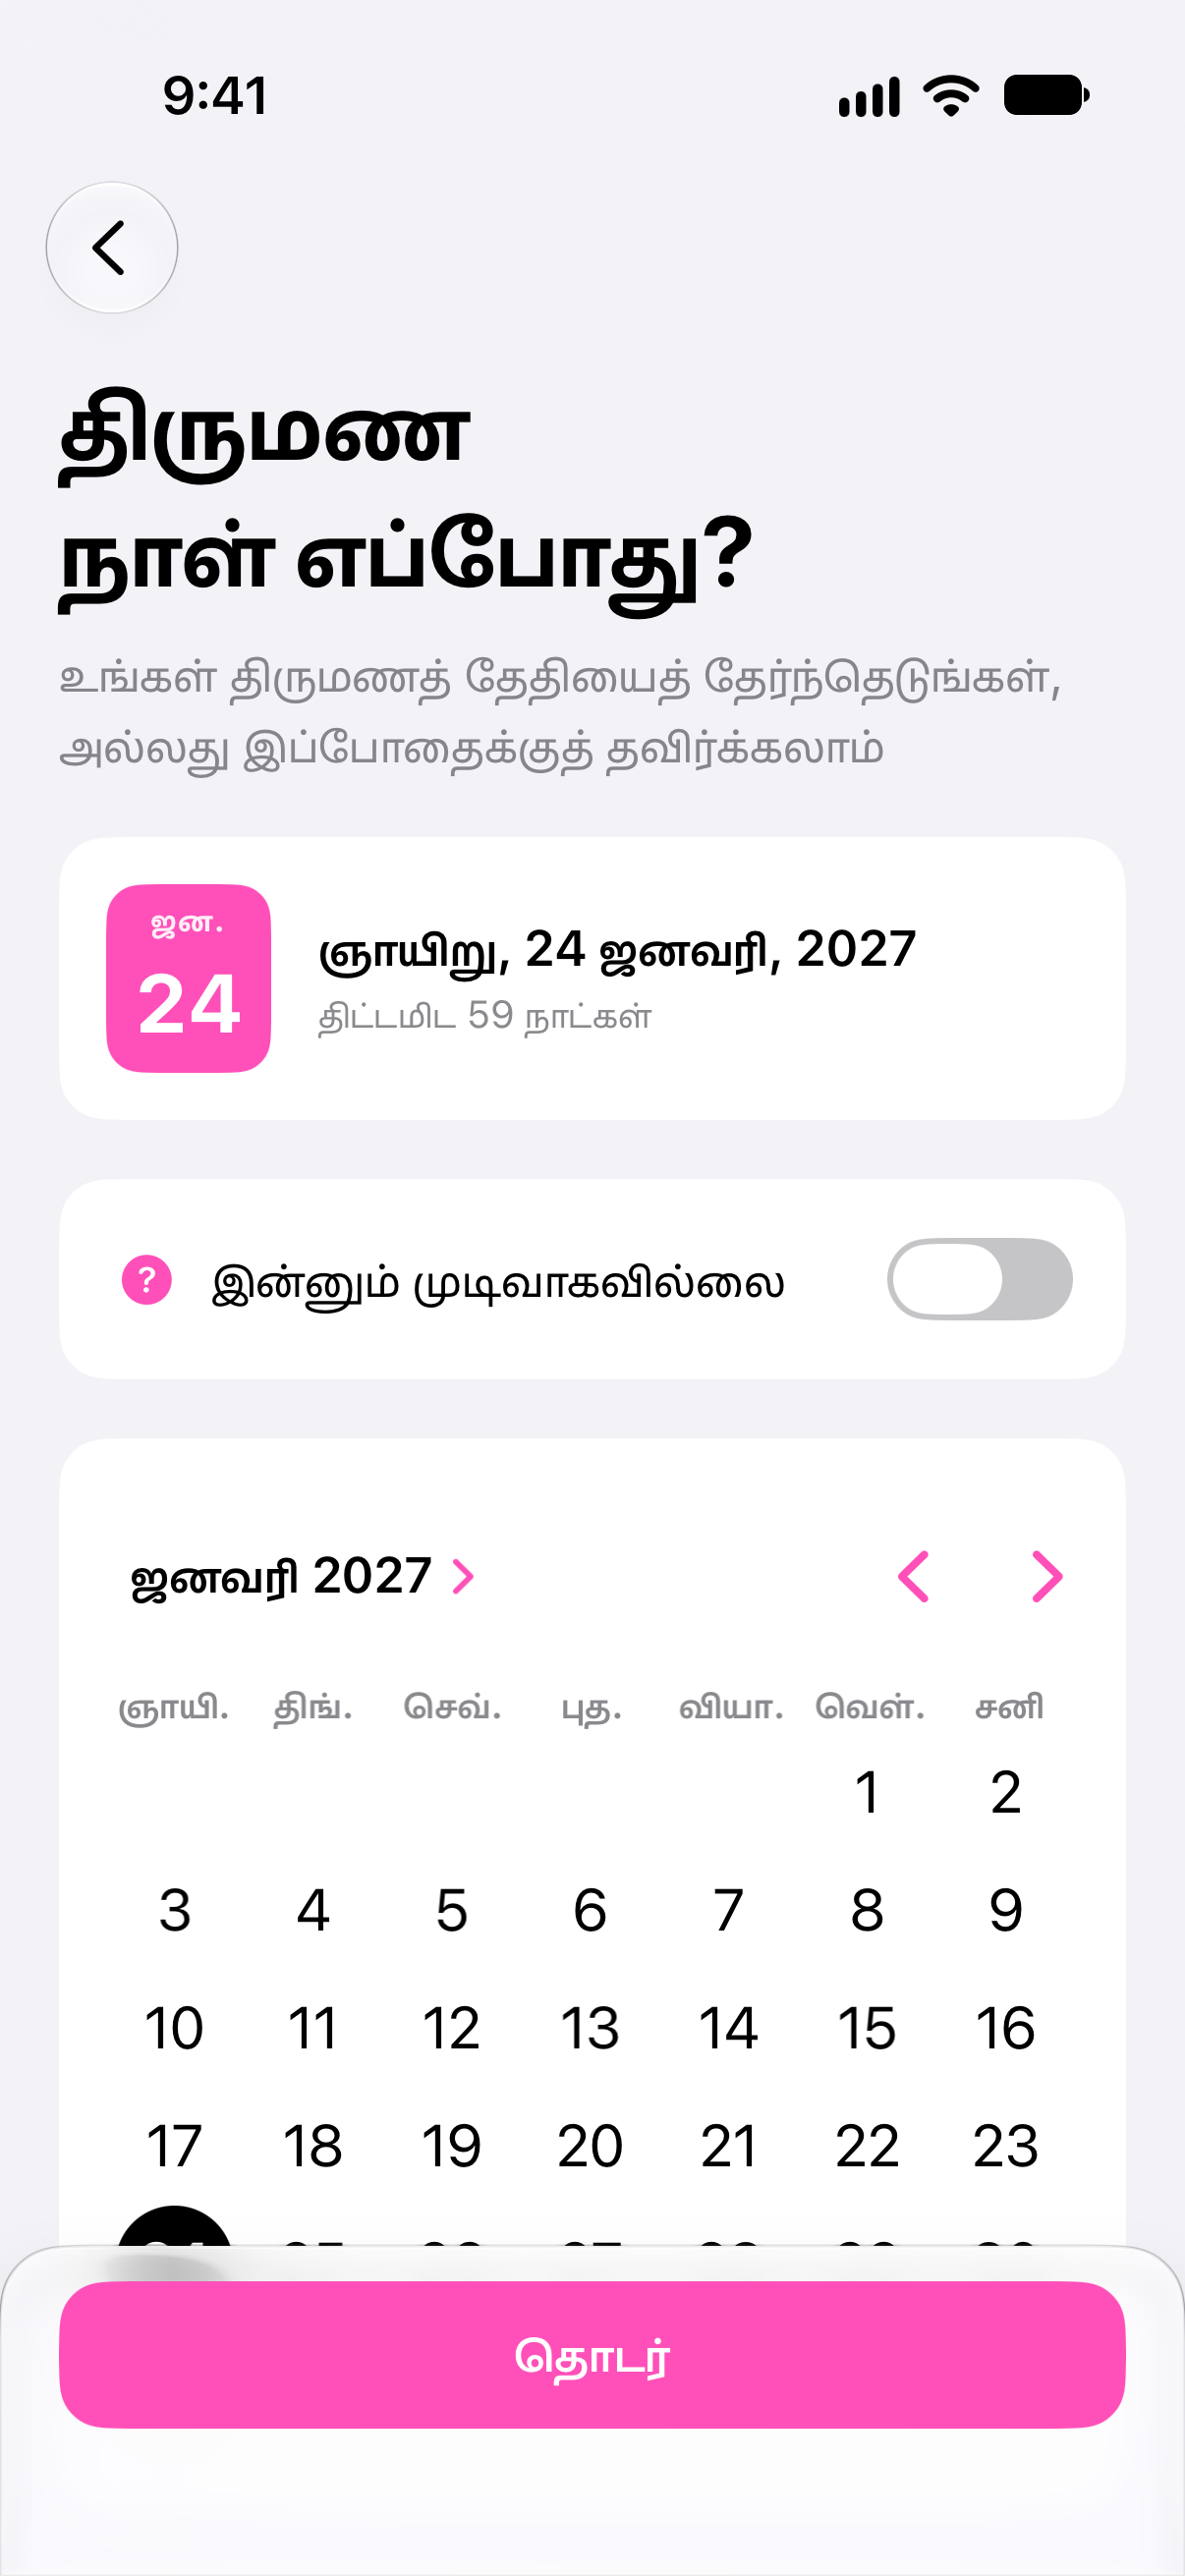 9:41
திருமண
நாள் எப்போது?
உங்கள் திருமணத் தேதியைத் தேர்ந்தெடுங்கள்,
அல்லது இப்போதைக்குத் தவிர்க்கலாம்
ஜன.
24
ஞாயிறு, 24 ஜனவரி, 2027
திட்டமிட 59 நாட்கள்
? இன்னும் முடிவாகவில்லை
ஜனவரி 2027
ஞாயி. திங். செவ். புத. வியா. வெள். சனி
1 2
3 4 5 6 7 8 9
10 11 12 13 14 15 16
17 18 19 20 21 22 23
தொடர்